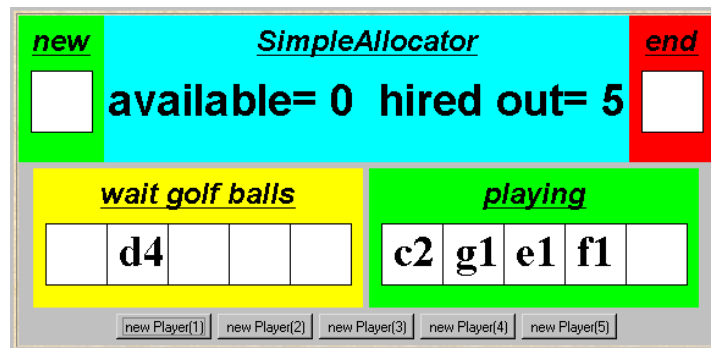 new SimpleAllocator end
available= 0 hired out= 5
wait golf balls playing
d4 c2 g1 e1 f1
new Player(1) new Player(2) new Player(3) new Player(4) new Player(5)